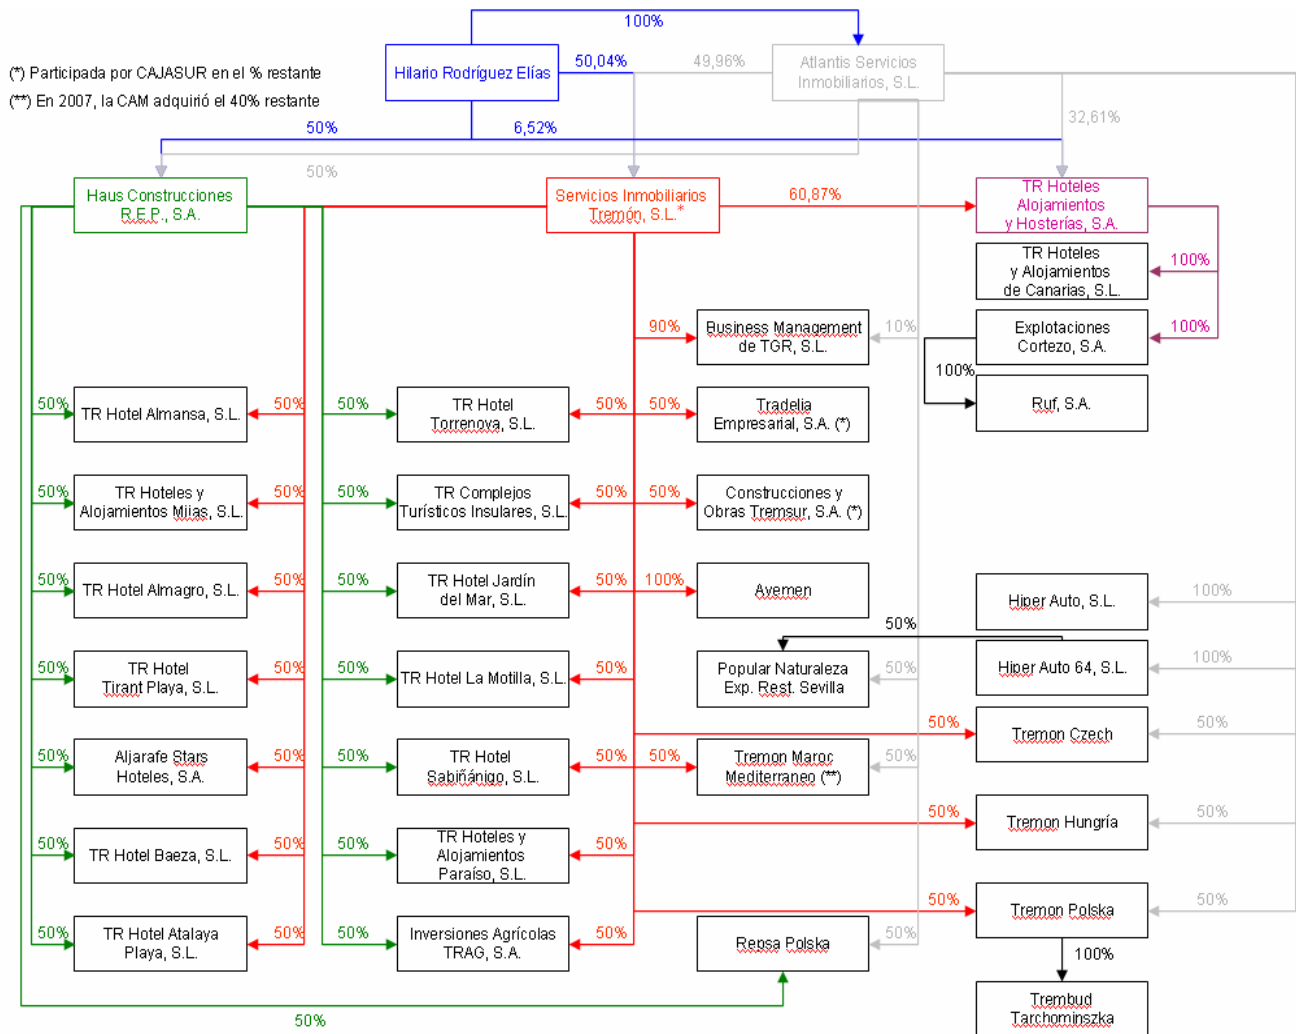 100%
(*) Participada por CAJASUR en el % restante
(**) En 2007, la CAM adquirió el 40% restante
Hilario Rodríguez Elías
50,04%
49,96%
Atlantis Servicios
Inmobiliarios, S.L.
50%
6,52%
32,61%
50%
Haus Construcciones
R.E.P., S.A.
Servicios Inmobiliarios
Tremón, S.L.*
60,87%
TR Hoteles
Alojamientos
y Hosterías, S.A.
TR Hoteles
y Alojamientos
de Canarias, S.L.
100%
90%
Business Management
de TGR, S.L.
10%
Explotaciones
Cortezo, S.A.
100%
100%
Ruf, S.A.
50%
TR Hotel Almansa, S.L.
50%
50%
TR Hotel
Torrenova, S.L.
50%
50%
Tradelia
Empresarial, S.A. (*)
50%
TR Hoteles y
Alojamientos Mijas, S.L.
50%
50%
TR Complejos
Turísticos Insulares, S.L.
50%
50%
Construcciones y
Obras Tremsur, S.A. (*)
50%
TR Hotel Almagro, S.L.
50%
50%
TR Hotel Jardín
del Mar, S.L.
50%
100%
Avemen
Hiper Auto, S.L.
100%
50%
50%
TR Hotel
Tirant Playa, S.L.
50%
50%
TR Hotel La Motilla, S.L.
50%
Popular Naturaleza
Exp. Rest. Sevilla
50%
Hiper Auto 64, S.L.
100%
50%
Tremon Czech
50%
50%
Aljarafe Stars
Hoteles, S.A.
50%
50%
TR Hotel
Sabiñánigo, S.L.
50%
50%
Tremon Maroc
Mediterraneo (**)
50%
50%
Tremon Hungría
50%
50%
TR Hotel Baeza, S.L.
50%
50%
TR Hoteles y
Alojamientos
Paraíso, S.L.
50%
50%
Tremon Polska
50%
50%
TR Hotel Atalaya
Playa, S.L.
50%
50%
Inversiones Agrícolas
TRAG, S.A.
50%
Repsa Polska
50%
100%
Trembud
Tarchominszka
50%